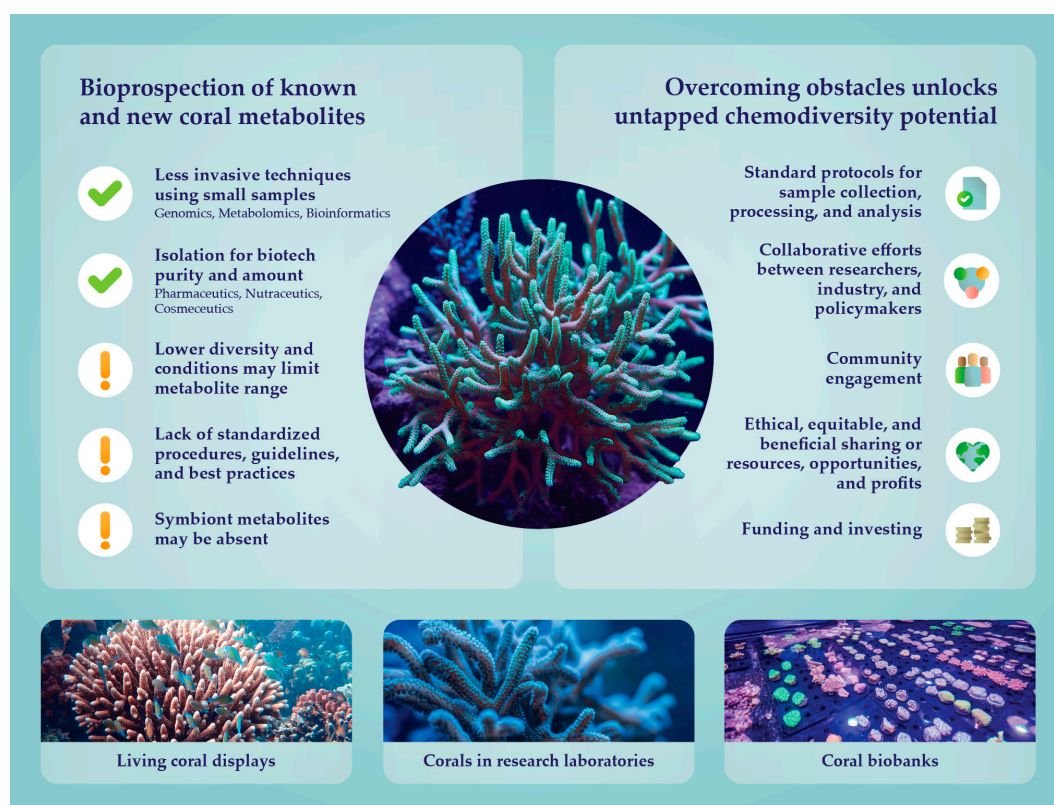 Bioprospection of known
and new coral metabolites
Less invasive techniques
using small samples
Genomics, Metabolomics, Bioinformatics
Isolation for biotech
purity and amount
Pharmaceutics, Nutraceutics,
Cosmeceutics
Lower diversity and
conditions may limit
metabolite range
Lack of standardized
procedures, guidelines,
and best practices
Symbiont metabolites
may be absent
Overcoming obstacles unlocks
untapped chemodiversity potential
Standard protocols for
sample collection,
processing, and analysis
Collaborative efforts
between researchers,
industry, and
policymakers
Community
engagement
Ethical, equitable, and
beneficial sharing or
resources, opportunities,
and profits
Funding and investing
Living coral displays
Corals in research laboratories
Coral biobanks